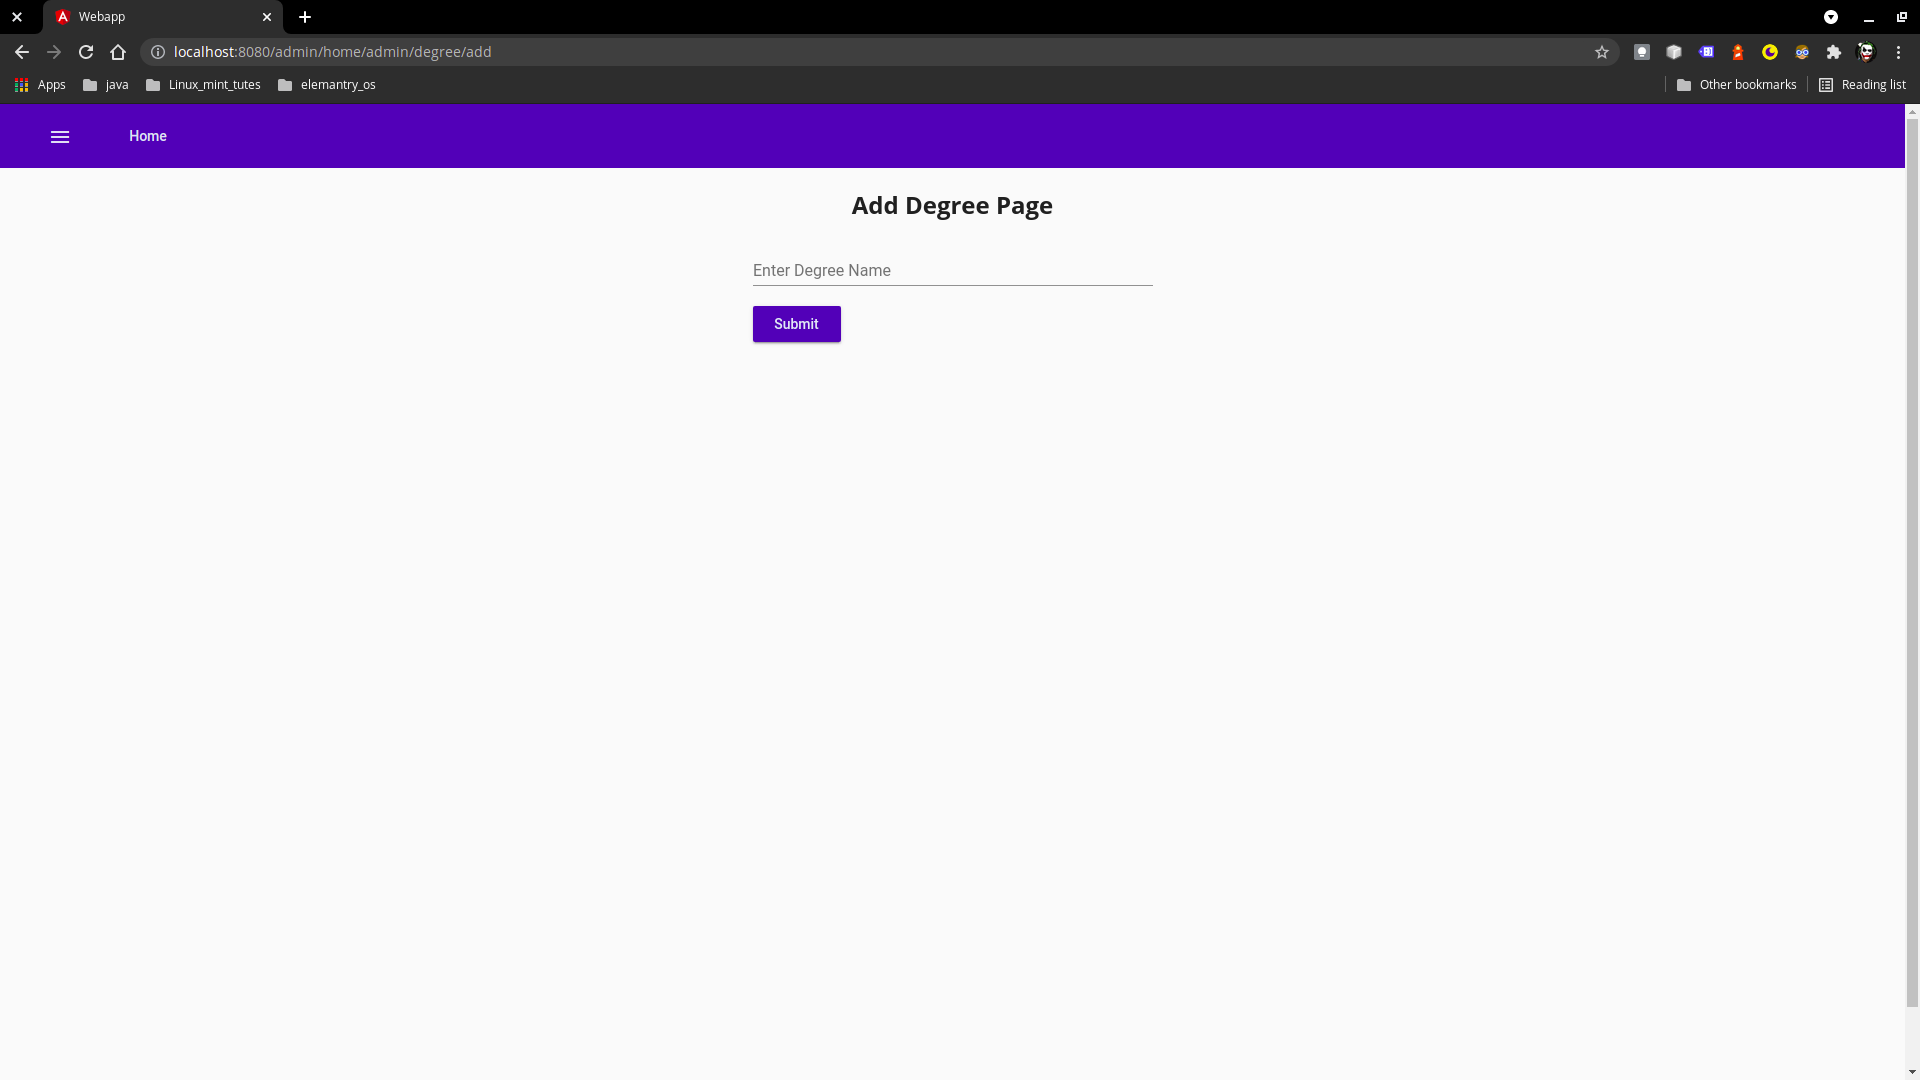 Webapp
localhost:8080/admin/home/admin/degree/add
Apps java Linux_mint_tutes elemantry_os Other bookmarks Reading list
Home
Add Degree Page
Enter Degree Name
Submit